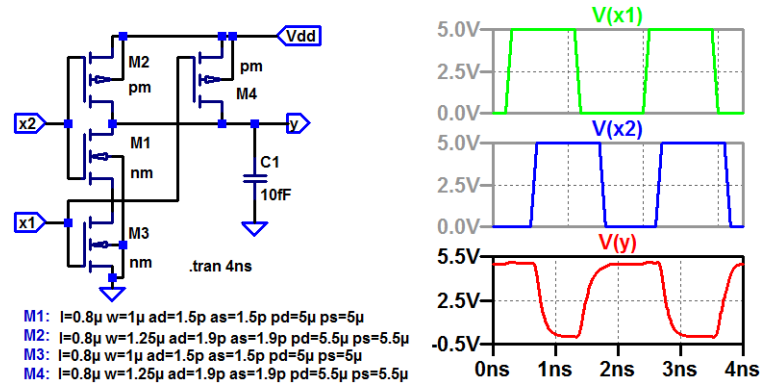 M2
pm
Vdd
pm
M4
x2
M1
nm
y
C1
10fF
x1
M3
nm
.tran 4ns
M1: l=0.8µ w=1µ ad=1.5p as=1.5p pd=5µ ps=5µ
M2: l=0.8µ w=1.25µ ad=1.9p as=1.9p pd=5.5µ ps=5.5µ
M3: l=0.8µ w=1µ ad=1.5p as=1.5p pd=5µ ps=5µ
M4: l=0.8µ w=1.25µ ad=1.9p as=1.9p pd=5.5µ ps=5.5µ
V(x1)
5.0V
2.5V
0.0V
V(x2)
5.0V
2.5V
0.0V
V(y)
5.5V
2.5V
-0.5V
0ns 1ns 2ns 3ns 4ns